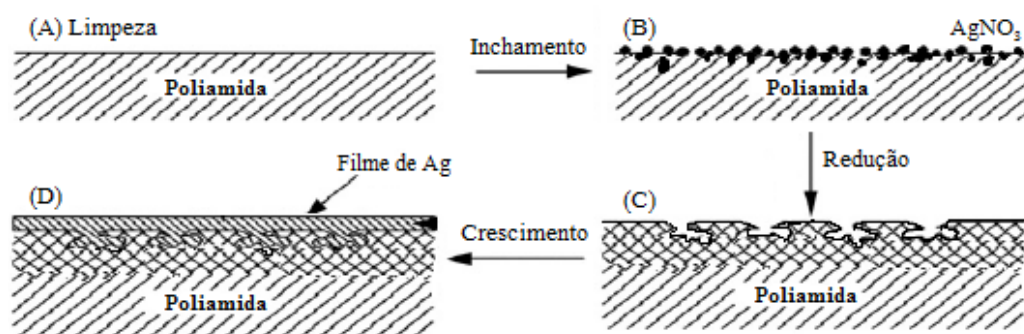 (A) Limpeza
Poliamida
Inchamento
(B)
AgNO₃
Poliamida
Redução
(C)
Poliamida
Crescimento
Filme de Ag
(D)
Poliamida